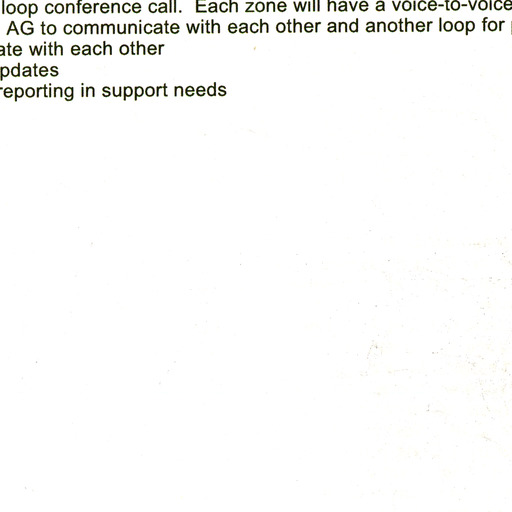 loop conference call. Each zone will have a voice-to-voice
AG to communicate with each other and another loop for
ate with each other
pdates
reporting in support needs